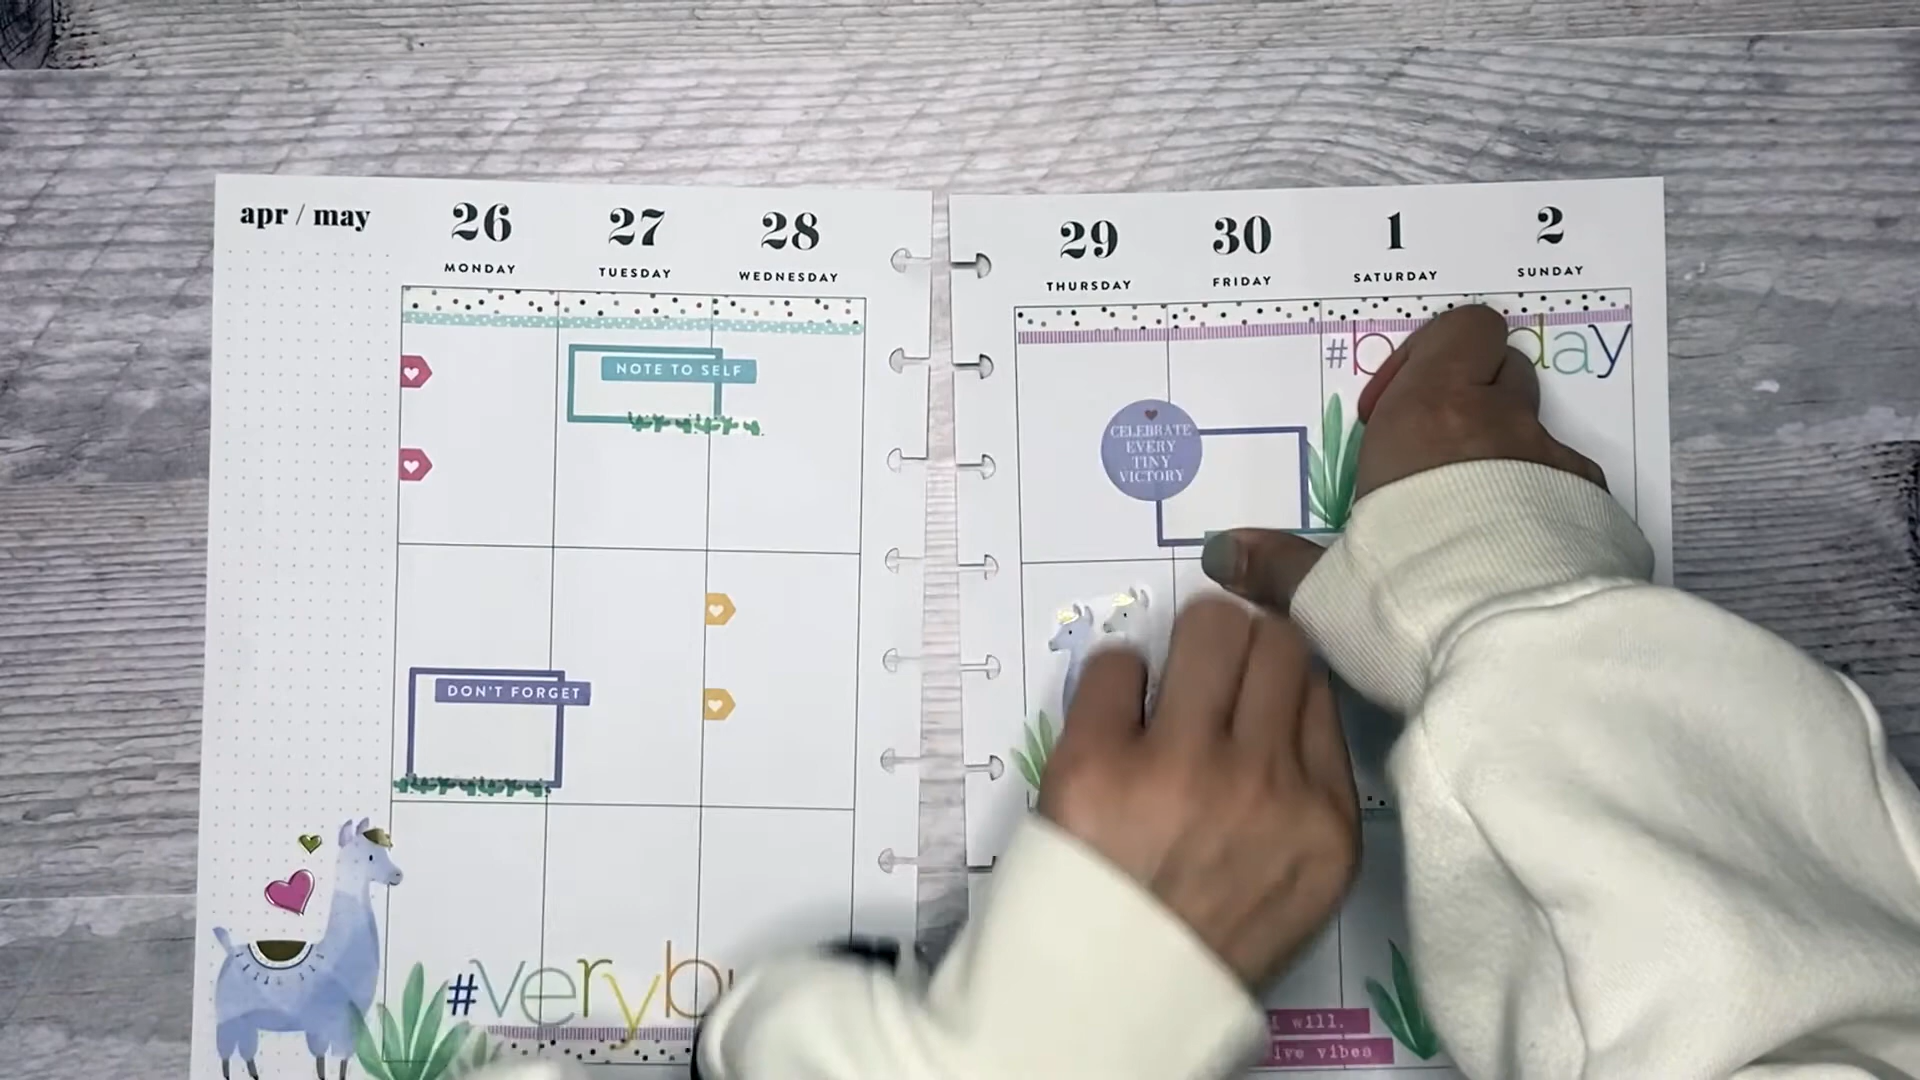 apr / may
26
MONDAY
27
TUESDAY
28
WEDNESDAY
29
THURSDAY
30
FRIDAY
1
SATURDAY
2
SUNDAY
NOTE TO SELF
DON'T FORGET
CELEBRATE
EVERY
TINY
VICTORY
will.
vibes